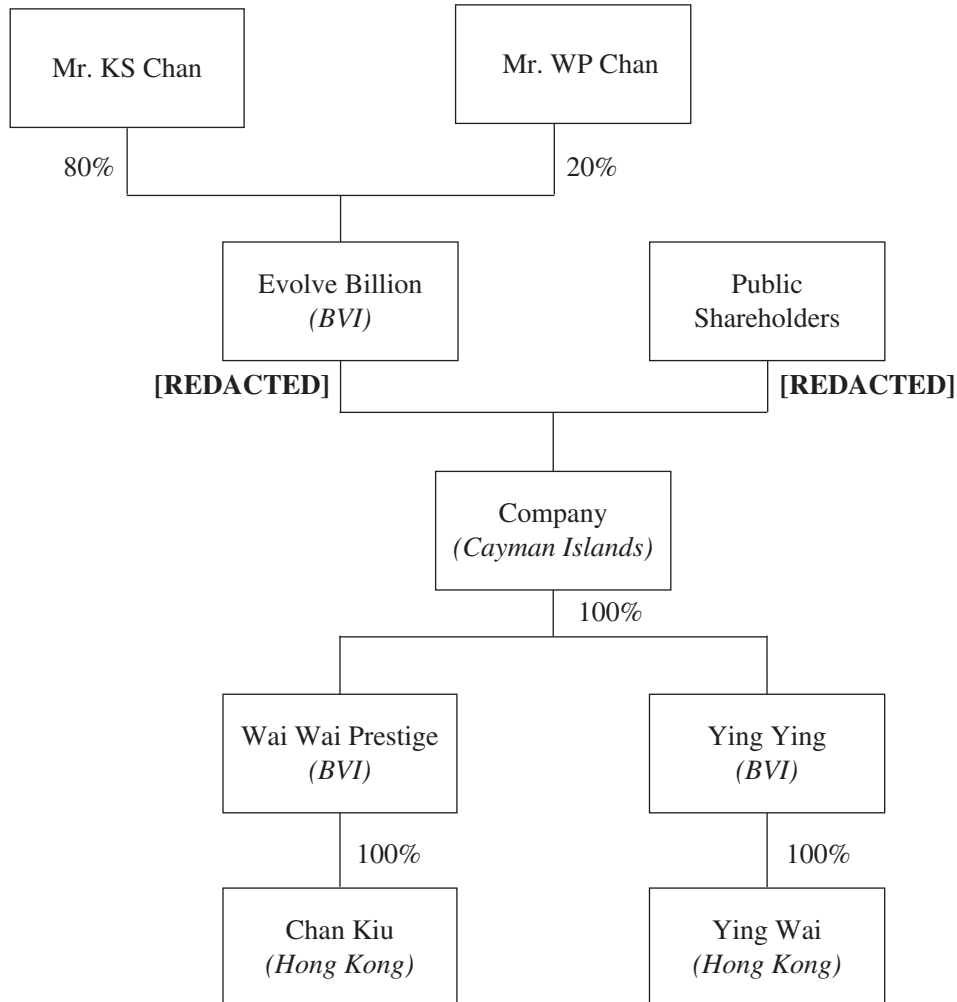 Mr. KS Chan
Mr. WP Chan
80%
20%
Evolve Billion
(BVI)
Public
Shareholders
[REDACTED]
[REDACTED]
Company
(Cayman Islands)
100%
Wai Wai Prestige
(BVI)
Ying Ying
(BVI)
100%
100%
Chan Kiu
(Hong Kong)
Ying Wai
(Hong Kong)